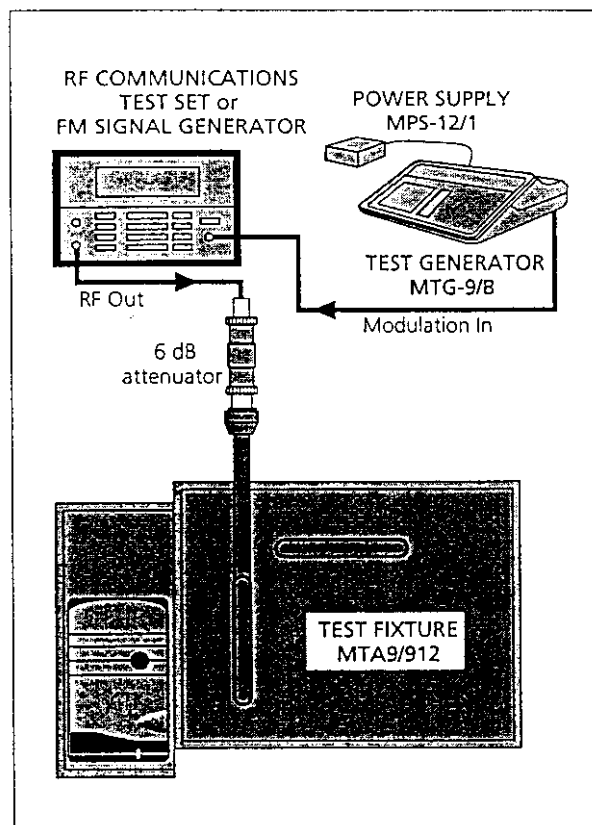 RF COMMUNICATIONS
TEST SET or
FM SIGNAL GENERATOR
POWER SUPPLY
MPS-12/1
TEST GENERATOR
MTG-9/B
RF Out
Modulation In
6 dB
attenuator
TEST FIXTURE
MTA9/912